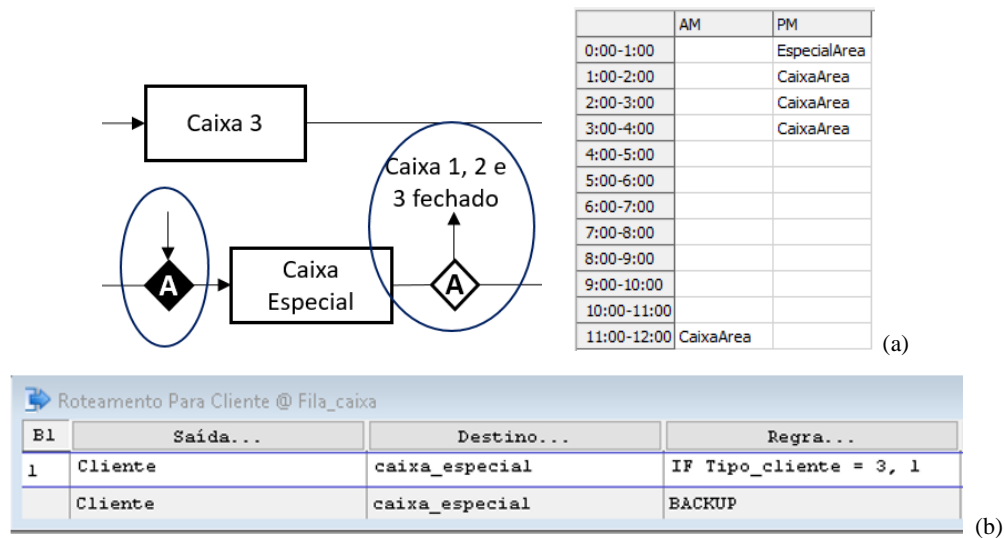 Caixa 3
Caixa 1, 2 e
3 fechado
A
Caixa
Especial
A
AM PM
0:00-1:00 EspecialArea
1:00-2:00 CaixaArea
2:00-3:00 CaixaArea
3:00-4:00 CaixaArea
4:00-5:00
5:00-6:00
6:00-7:00
7:00-8:00
8:00-9:00
9:00-10:00
10:00-11:00
11:00-12:00 CaixaArea
(a)
Roteamento Para Cliente @ Fila_caixa
Bl Saída... Destino... Regra...
1 Cliente caixa_especial IF Tipo_cliente = 3, 1
Cliente caixa_especial BACKUP
(b)